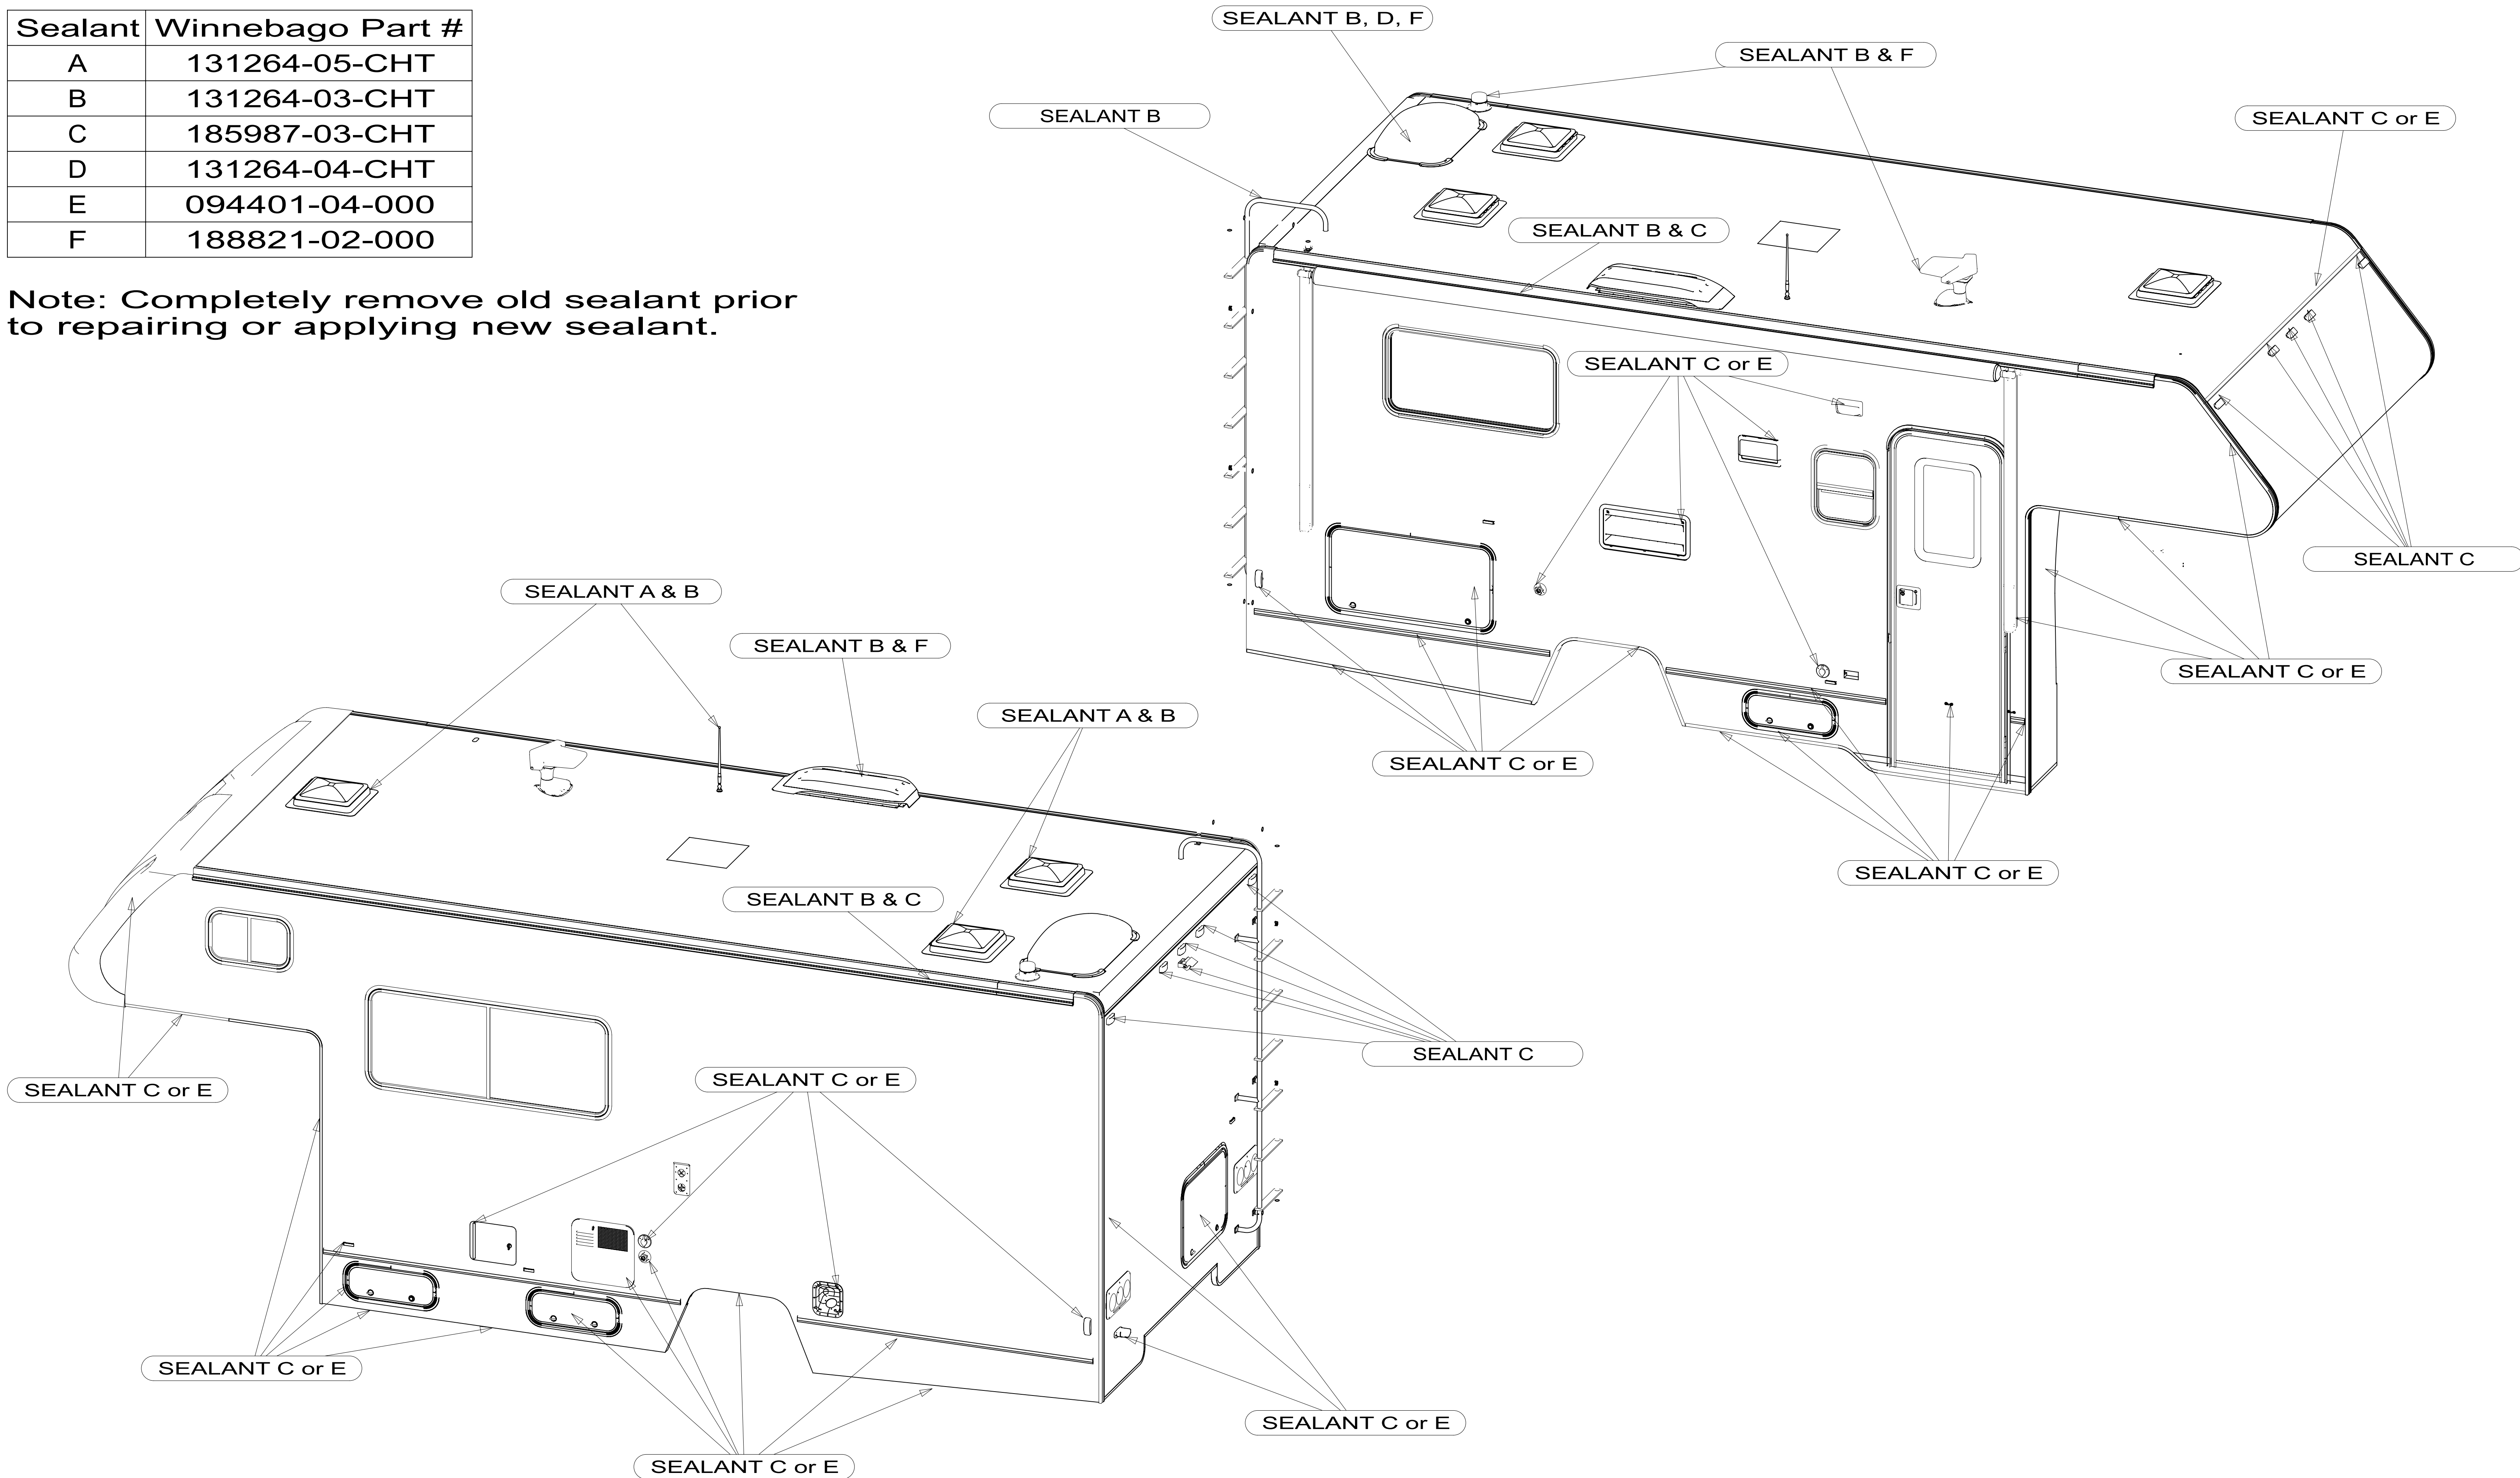 Sealant Winnebago Part #
A 131264-05-CHT
B 131264-03-CHT
C 185987-03-CHT
D 131264-04-CHT
E 094401-04-000
F 188821-02-000
Note: Completely remove old sealant prior
to repairing or applying new sealant.
SEALANT B, D, F
SEALANT B & F
SEALANT B
SEALANT C or E
SEALANT B & C
SEALANT C or E
SEALANT C
SEALANT C or E
SEALANT C or E
SEALANT C or E
SEALANT A & B
SEALANT B & F
SEALANT A & B
SEALANT B & C
SEALANT C
SEALANT C or E
SEALANT C or E
SEALANT C or E
SEALANT C or E
SEALANT C or E